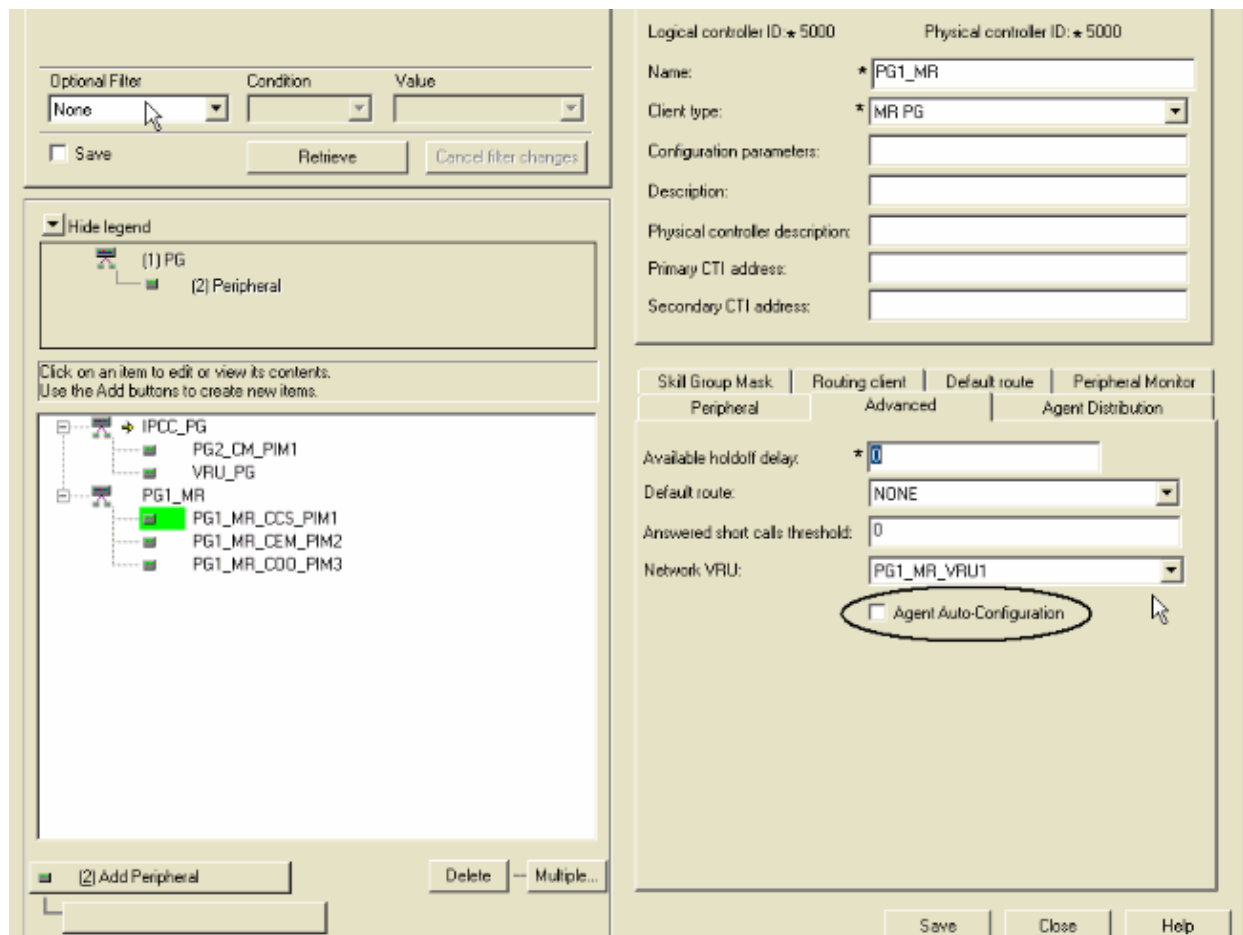 Optional Filter Condition Value
None
Save Retrieve Cancel filter changes
Hide legend
(1) PG
(2) Peripheral
Click on an item to edit or view its contents.
Use the Add buttons to create new items.
IPCC_PG
PG2_CM_PIM1
VRU_PG
PG1_MR
PG1_MR_CCS_PIM1
PG1_MR_CEM_PIM2
PG1_MR_COO_PIM3
(2) Add Peripheral Delete Multiple...
Logical controller ID:* 5000 Physical controller ID:* 5000
Name: * PG1_MR
Client type: * MR PG
Configuration parameters:
Description:
Physical controller description:
Primary CTI address:
Secondary CTI address:
Skill Group Mask Routing client Default route Peripheral Monitor
Peripheral Advanced Agent Distribution
Available holdoff delay: * 0
Default route: NONE
Answered short calls threshold: 0
Network VRU: PG1_MR_VRU1
Agent Auto-Configuration
Save Close Help